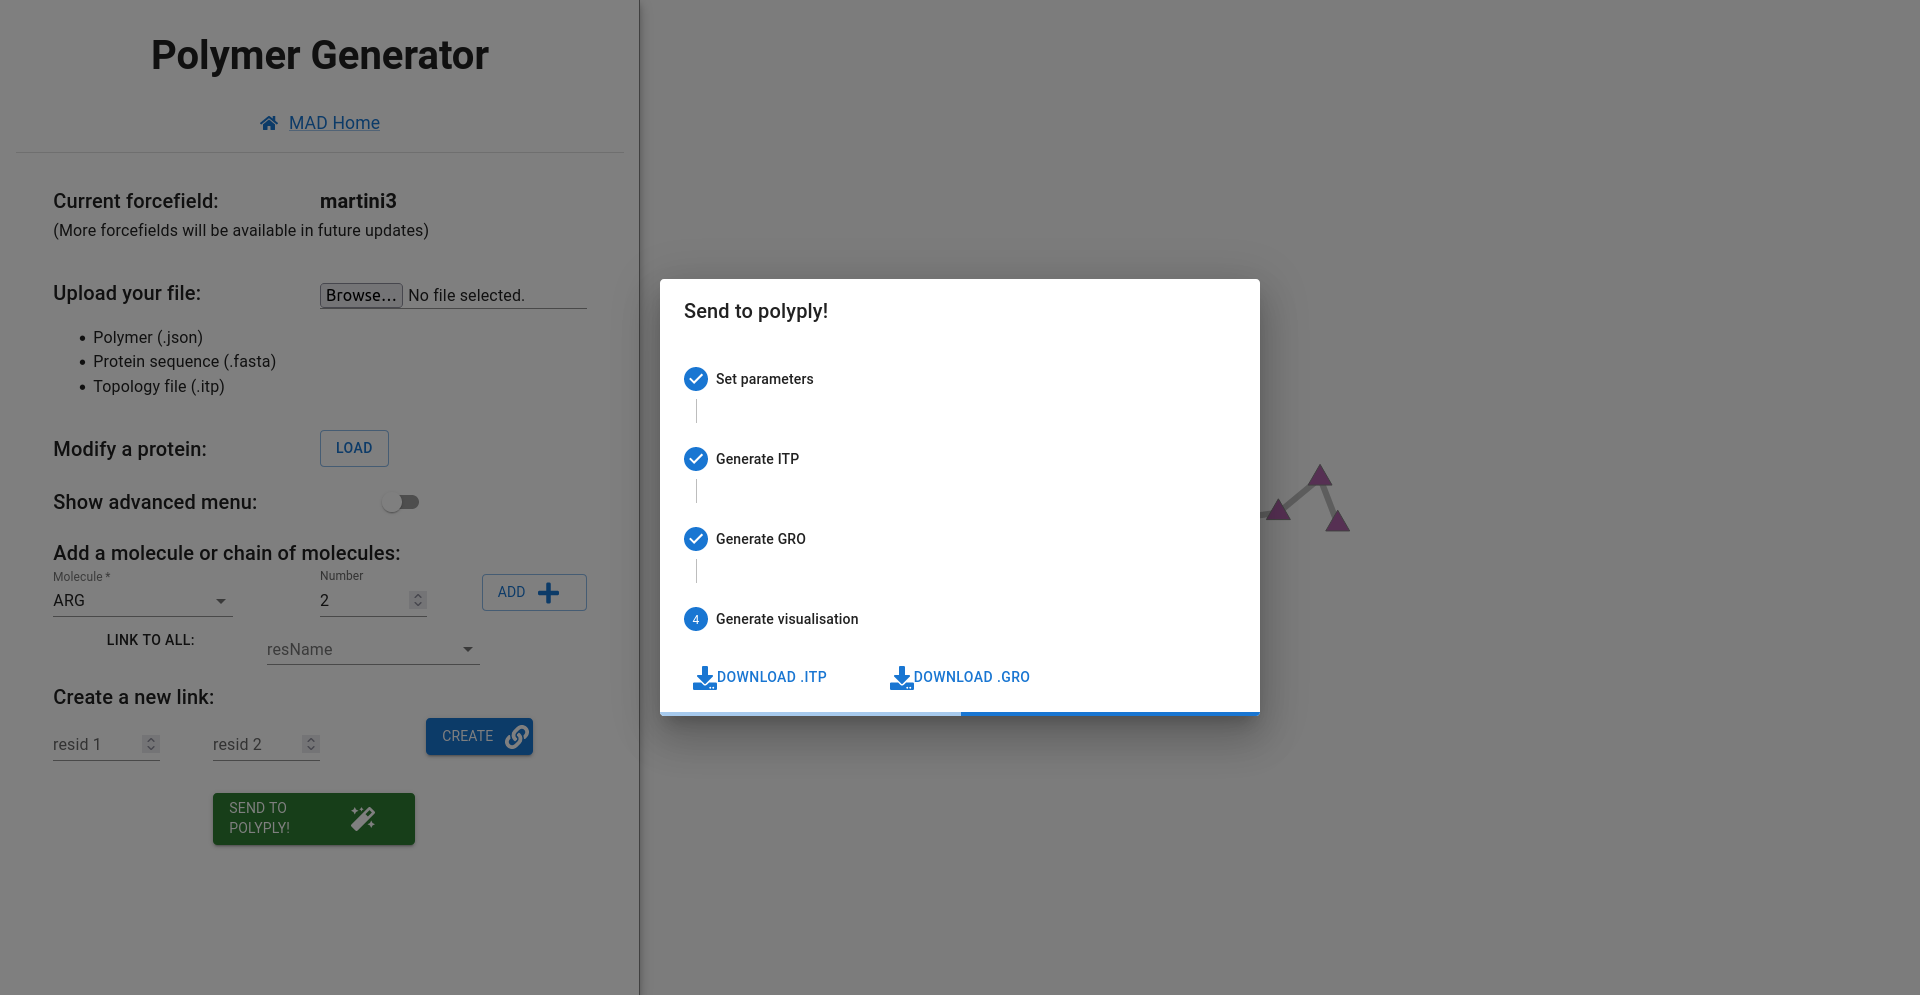 Polymer Generator
MAD Home
Current forcefield: martini3
(More forcefields will be available in future updates)
Upload your file: Browse... No file selected.
• Polymer (.json)
• Protein sequence (.fasta)
• Topology file (.itp)
Modify a protein: LOAD
Show advanced menu:
Add a molecule or chain of molecules:
Molecule * Number
ARG 2 ADD
LINK TO ALL: resName
Create a new link:
resid 1 resid 2 CREATE
SEND TO
POLYPLY!
Send to polyply!
Set parameters
Generate ITP
Generate GRO
4 Generate visualisation
DOWNLOAD .ITP DOWNLOAD .GRO